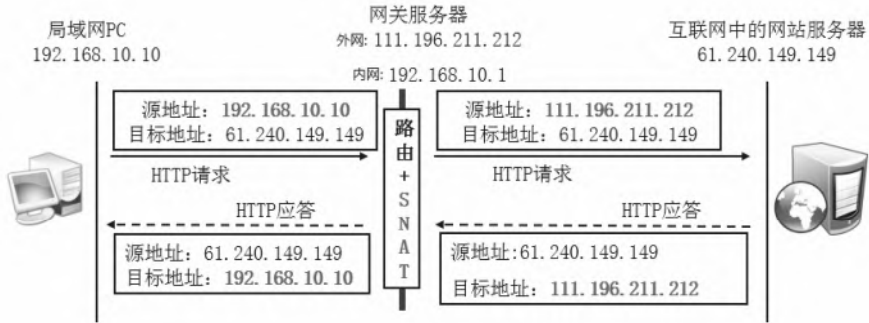 局域网PC
192.168.10.10
网关服务器
外网: 111.196.211.212
内网: 192.168.10.1
互联网中的网站服务器
61.240.149.149
源地址: 192.168.10.10
目标地址: 61.240.149.149
HTTP请求
路由+SNAT
源地址: 111.196.211.212
目标地址: 61.240.149.149
HTTP请求
HTTP应答
源地址: 61.240.149.149
目标地址: 192.168.10.10
HTTP应答
源地址:61.240.149.149
目标地址: 111.196.211.212